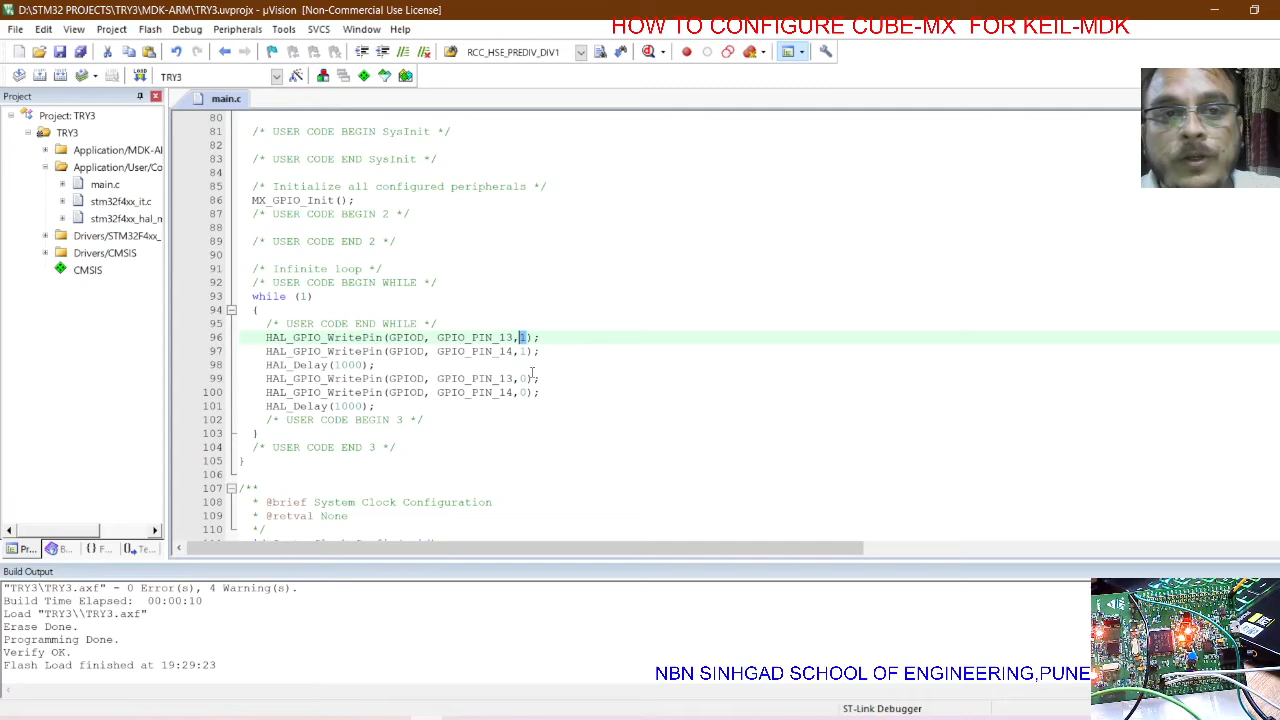 D:\STM32 PROJECTS\TRY3\MDK-ARM\TRY3.uvprojx - µVision [Non-Commercial Use License]
HOW TO CONFIGURE CUBE-MX FOR KEIL-MDK
File Edit View Project Flash Debug Peripherals Tools SVCS Window Help
RCC_HSE_PREDIV_DIV1
LOAD TRY3
Project
main.c
Project: TRY3
TRY3
Application/MDK-AI
Application/User/Co
main.c
stm32f4xx_it.c
stm32f4xx_hal_m
Drivers/STM32F4xx_
Drivers/CMSIS
CMSIS
80
81 /* USER CODE BEGIN SysInit */
82
83 /* USER CODE END SysInit */
84
85 /* Initialize all configured peripherals */
86 MX_GPIO_Init();
87 /* USER CODE BEGIN 2 */
88
89 /* USER CODE END 2 */
90
91 /* Infinite loop */
92 /* USER CODE BEGIN WHILE */
93 while (1)
94 {
95 /* USER CODE END WHILE */
96 HAL_GPIO_WritePin(GPIOD, GPIO_PIN_13,1);
97 HAL_GPIO_WritePin(GPIOD, GPIO_PIN_14,1);
98 HAL_Delay(1000);
99 HAL_GPIO_WritePin(GPIOD, GPIO_PIN_13,0);
100 HAL_GPIO_WritePin(GPIOD, GPIO_PIN_14,0);
101 HAL_Delay(1000);
102 /* USER CODE BEGIN 3 */
103 }
104 /* USER CODE END 3 */
105 }
106
107 /**
108 * @brief System Clock Configuration
109 * @retval None
110 */
Pr... B... {} F... Te...
Build Output
"TRY3\TRY3.axf" - 0 Error(s), 4 Warning(s).
Build Time Elapsed: 00:00:10
Load "TRY3\\TRY3.axf"
Erase Done.
Programming Done.
Verify OK.
Flash Load finished at 19:29:23
NBN SINHGAD SCHOOL OF ENGINEERING,PUNE
ST-Link Debugger